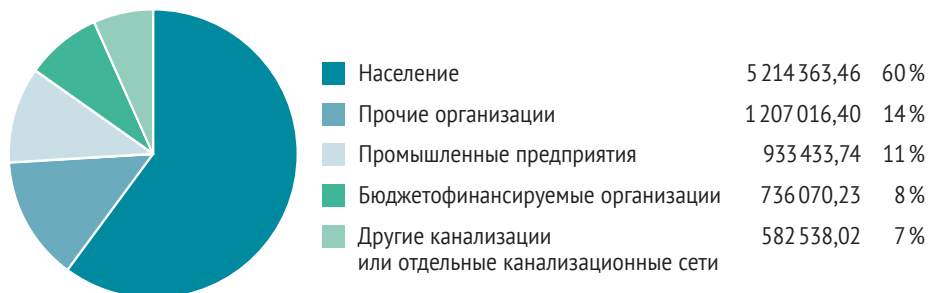 Население 5 214 363,46 60 %
Прочие организации 1 207 016,40 14 %
Промышленные предприятия 933 433,74 11 %
Бюджетофинансируемые организации 736 070,23 8 %
Другие канализации 582 538,02 7 %
или отдельные канализационные сети